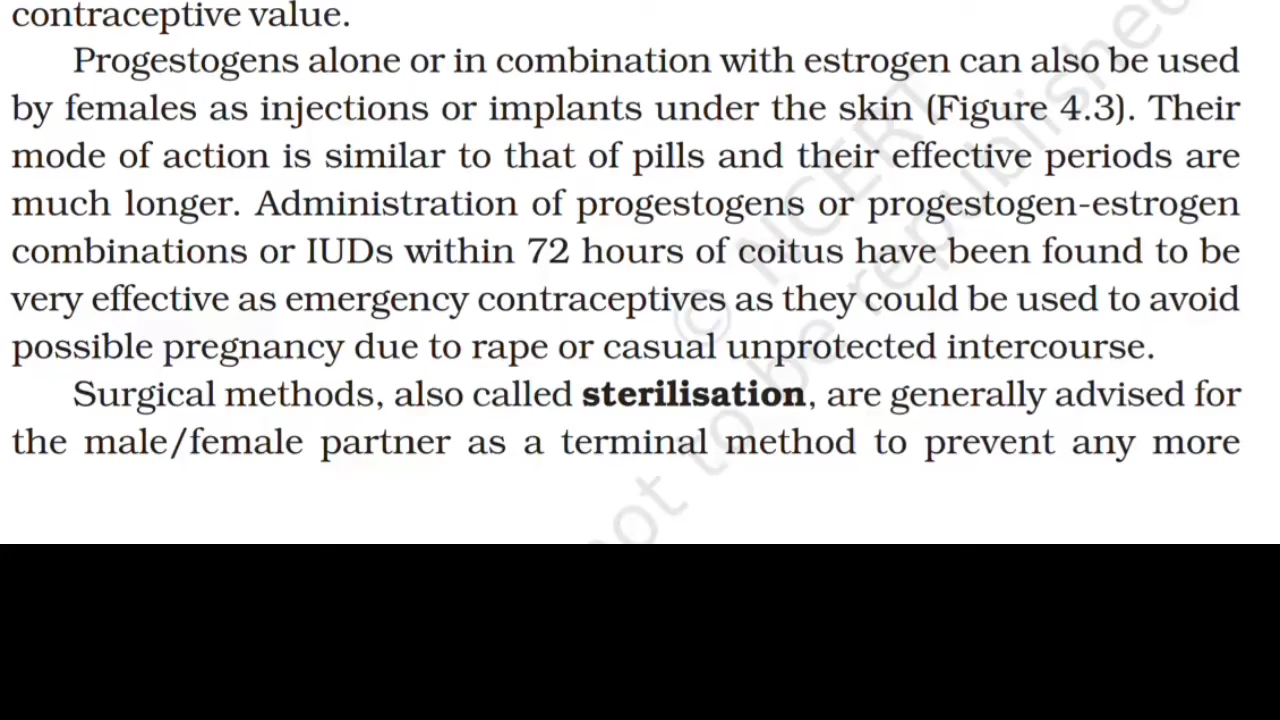 contraceptive value.
Progestogens alone or in combination with estrogen can also be used
by females as injections or implants under the skin (Figure 4.3). Their
mode of action is similar to that of pills and their effective periods are
much longer. Administration of progestogens or progestogen-estrogen
combinations or IUDs within 72 hours of coitus have been found to be
very effective as emergency contraceptives as they could be used to avoid
possible pregnancy due to rape or casual unprotected intercourse.
Surgical methods, also called sterilisation, are generally advised for
the male/female partner as a terminal method to prevent any more
© NCERT
not to be republished